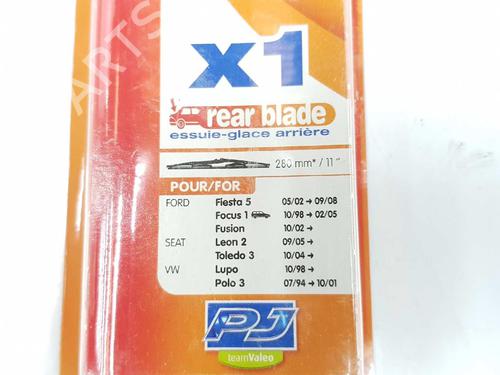 x1
rear blade
essuie-glace arrière
280 mm* / 11"
POUR/FOR
FORD Fiesta 5 05/02 → 09/08
Focus 1 10/98 → 02/05
Fusion 10/02 →
SEAT Leon 2 09/05 →
Toledo 3 10/04 →
VW Lupo 10/98 →
Polo 3 07/94 → 10/01
PJ
teamValeo